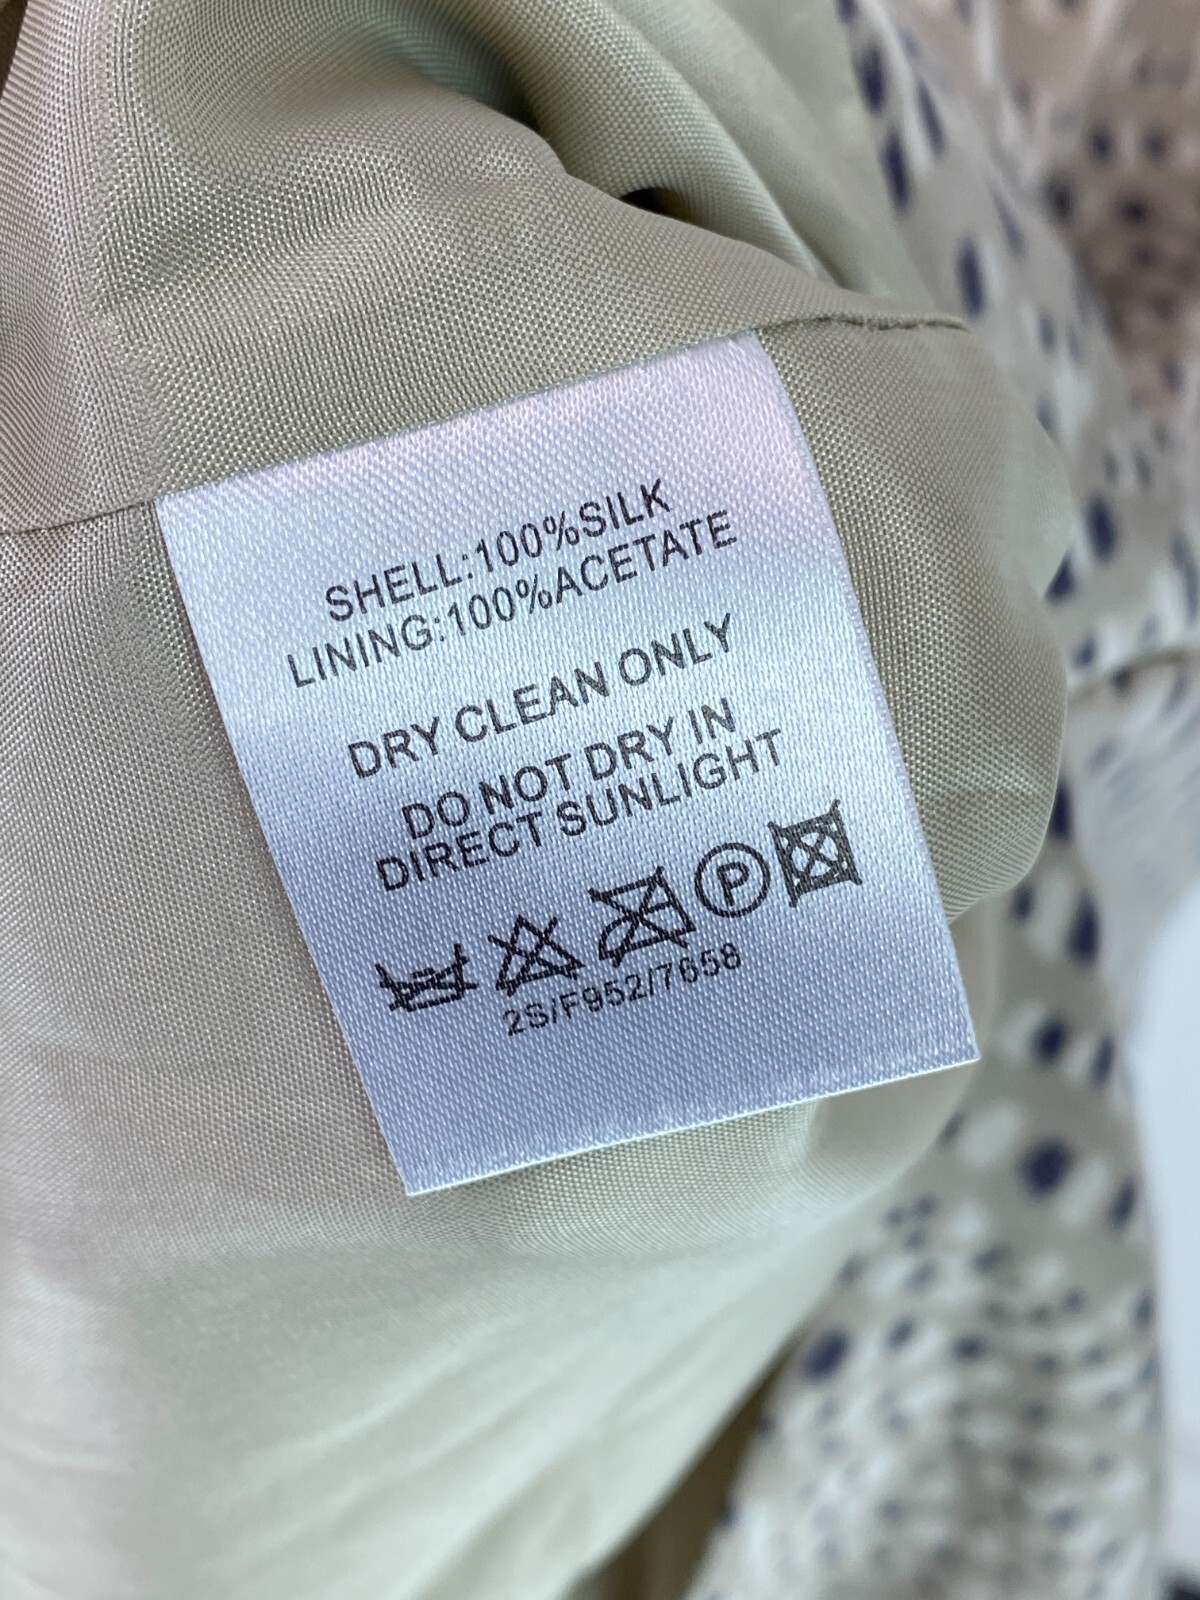 SHELL:100%SILK
LINING:100%ACETATE
DRY CLEAN ONLY
DO NOT DRY IN
DIRECT SUNLIGHT
P
2S/F952/7658